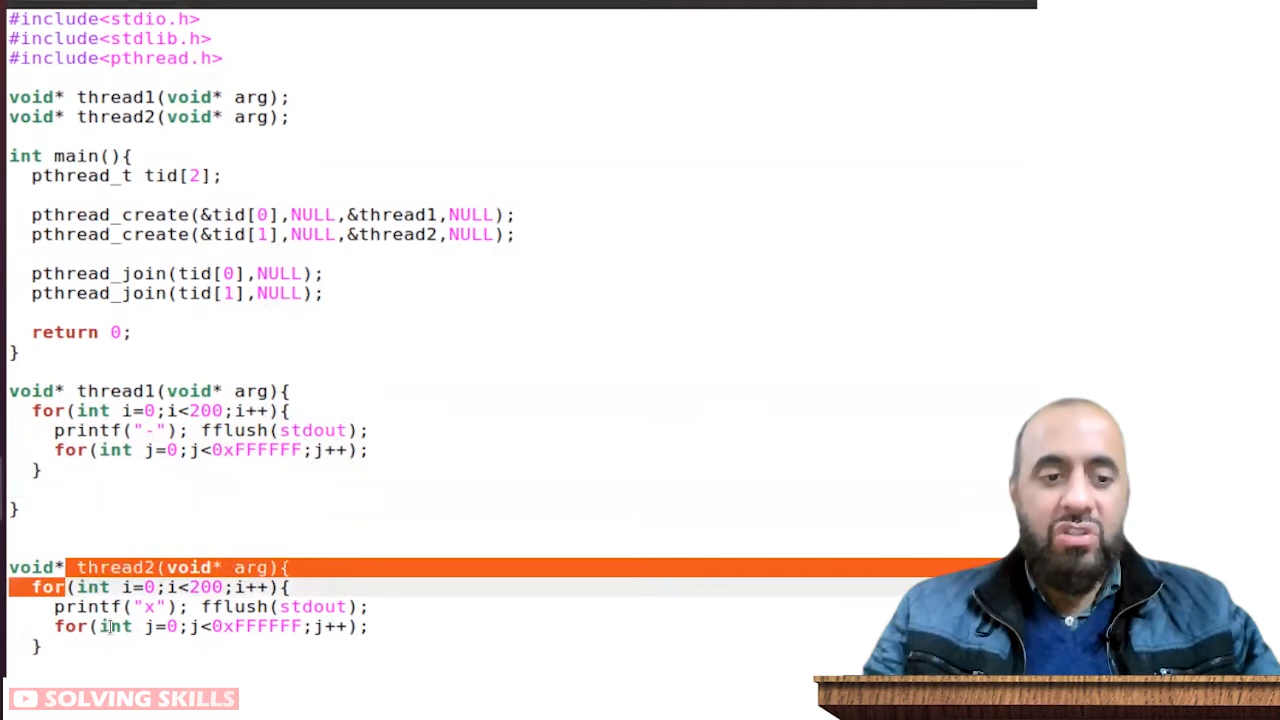 #include<stdio.h>
#include<stdlib.h>
#include<pthread.h>
void* thread1(void* arg);
void* thread2(void* arg);
int main(){
pthread_t tid[2];
pthread_create(&tid[0],NULL,&thread1,NULL);
pthread_create(&tid[1],NULL,&thread2,NULL);
pthread_join(tid[0],NULL);
pthread_join(tid[1],NULL);
return 0;
}
void* thread1(void* arg){
for(int i=0;i<200;i++){
printf("-"); fflush(stdout);
for(int j=0;j<0xFFFFFF;j++);
}
}
void* thread2(void* arg){
for(int i=0;i<200;i++){
printf("x"); fflush(stdout);
for(int j=0;j<0xFFFFFF;j++);
}
SOLVING SKILLS